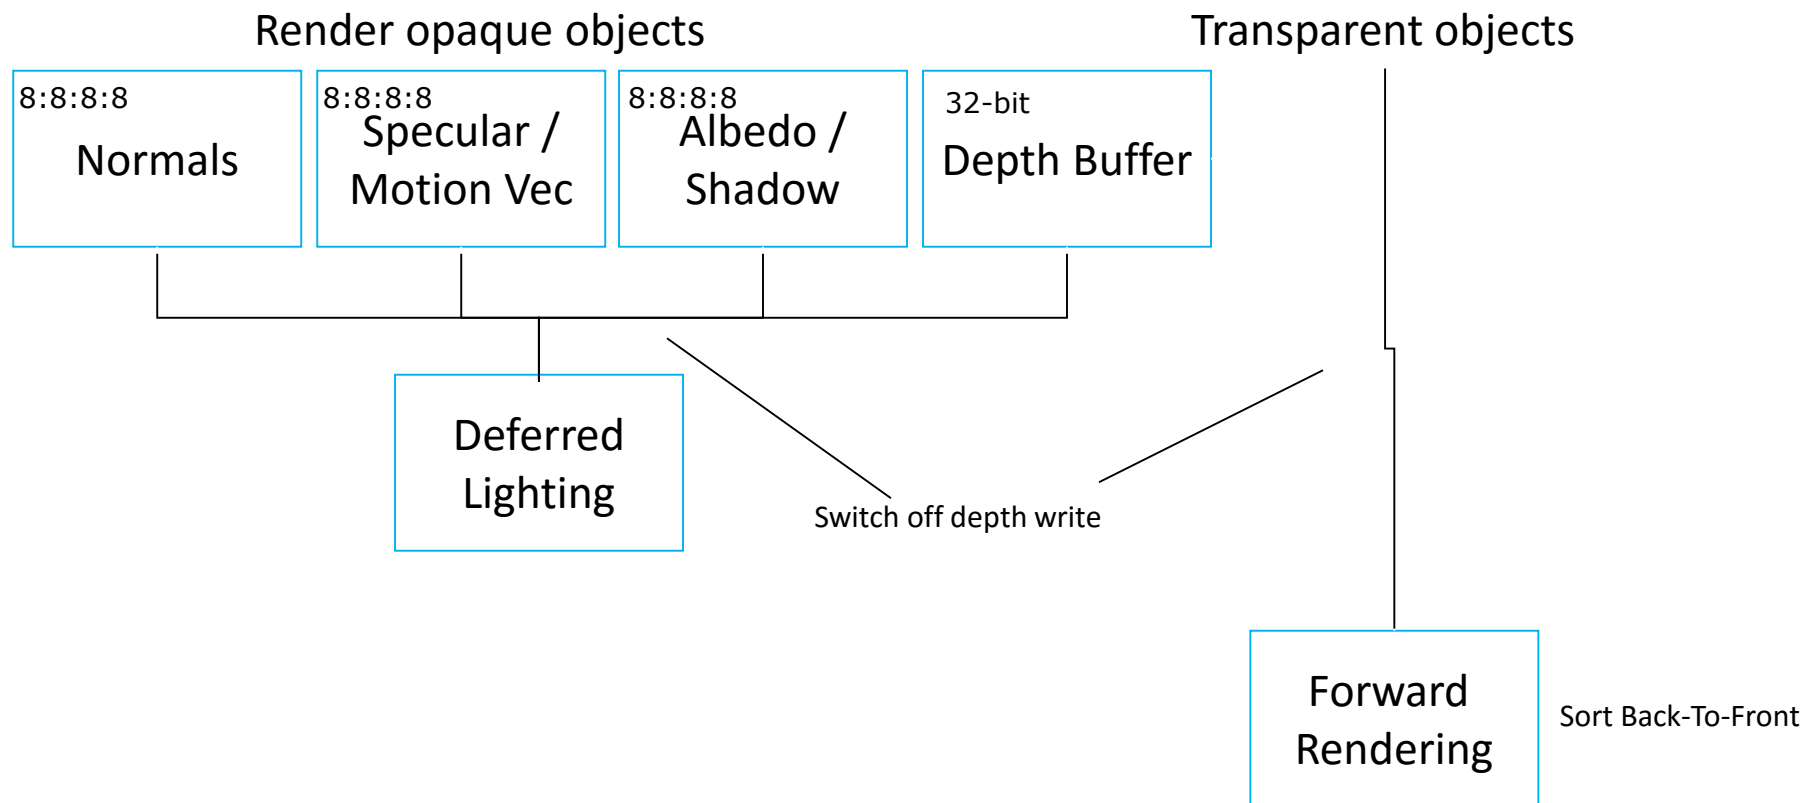 Render opaque objects
Transparent objects
8:8:8:8
Normals
8:8:8:8
Specular /
Motion Vec
8:8:8:8
Albedo /
Shadow
32-bit
Depth Buffer
Deferred
Lighting
Switch off depth write
Forward
Rendering
Sort Back-To-Front